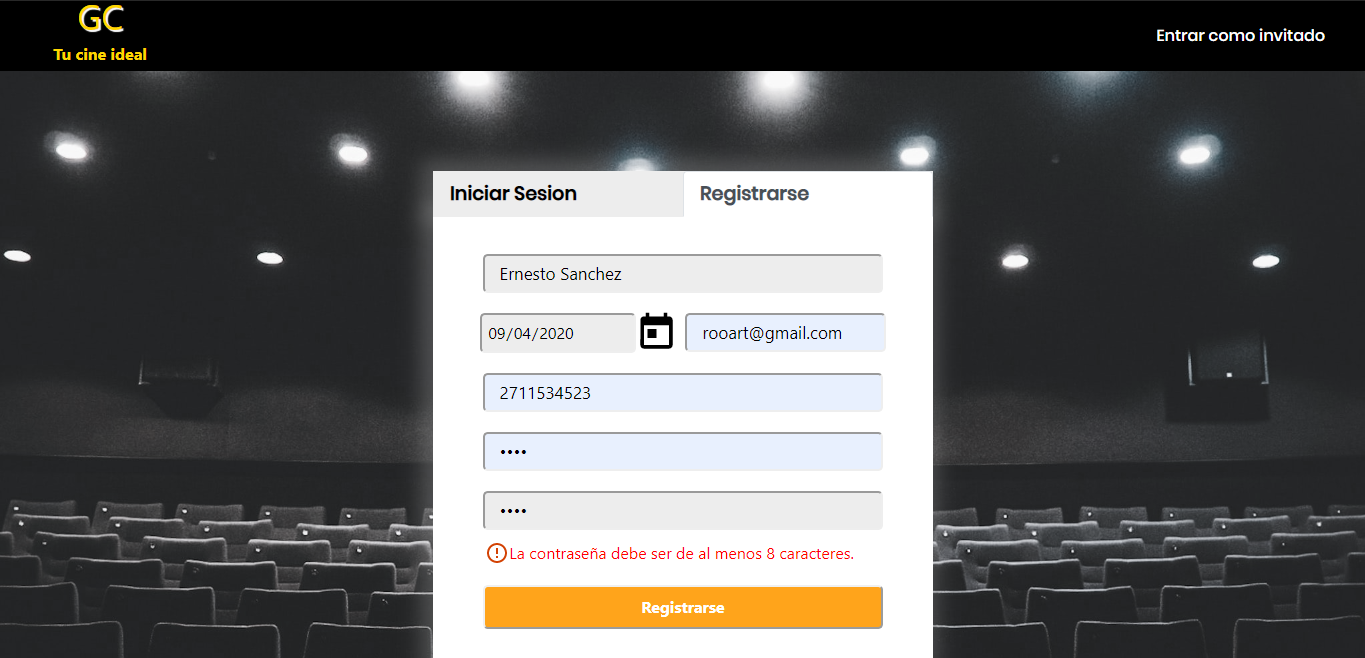 GC
Tu cine ideal
Entrar como invitado
Iniciar Sesion
Registrarse
Ernesto Sanchez
09/04/2020
rooart@gmail.com
2711534523
••••
••••
La contraseña debe ser de al menos 8 caracteres.
Registrarse